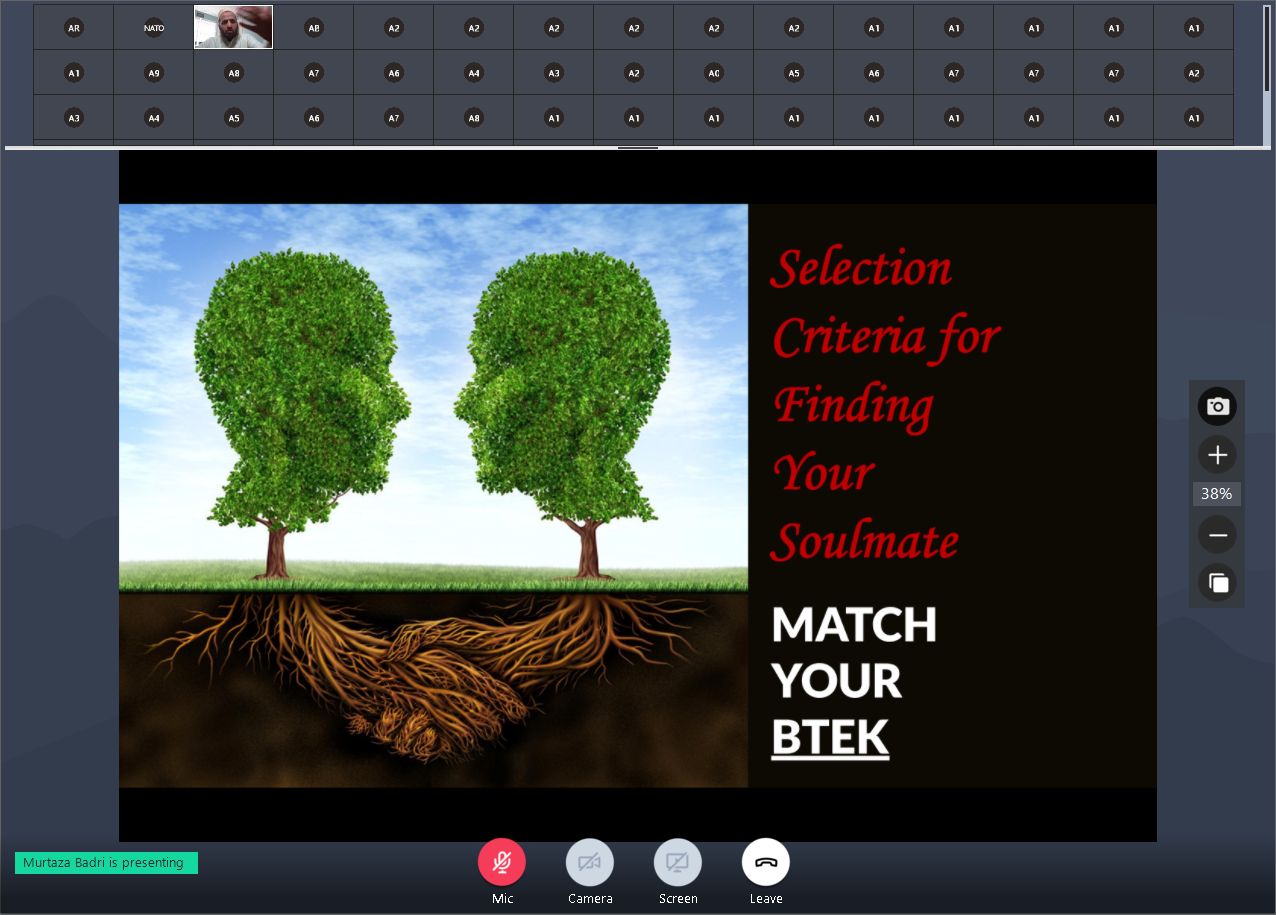 AR NATO AB A2 A2 A2 A2 A2 A2 A1 A1 A1 A1 A1
A1 A9 A8 A7 A6 A4 A3 A2 A0 A5 A6 A7 A7 A7 A2
A3 A4 A5 A6 A7 A8 A1 A1 A1 A1 A1 A1 A1 A1 A1
Selection
Criteria for
Finding
Your
Soulmate
MATCH
YOUR
BTEK
38%
Murtaza Badri is presenting
Mic Camera Screen Leave